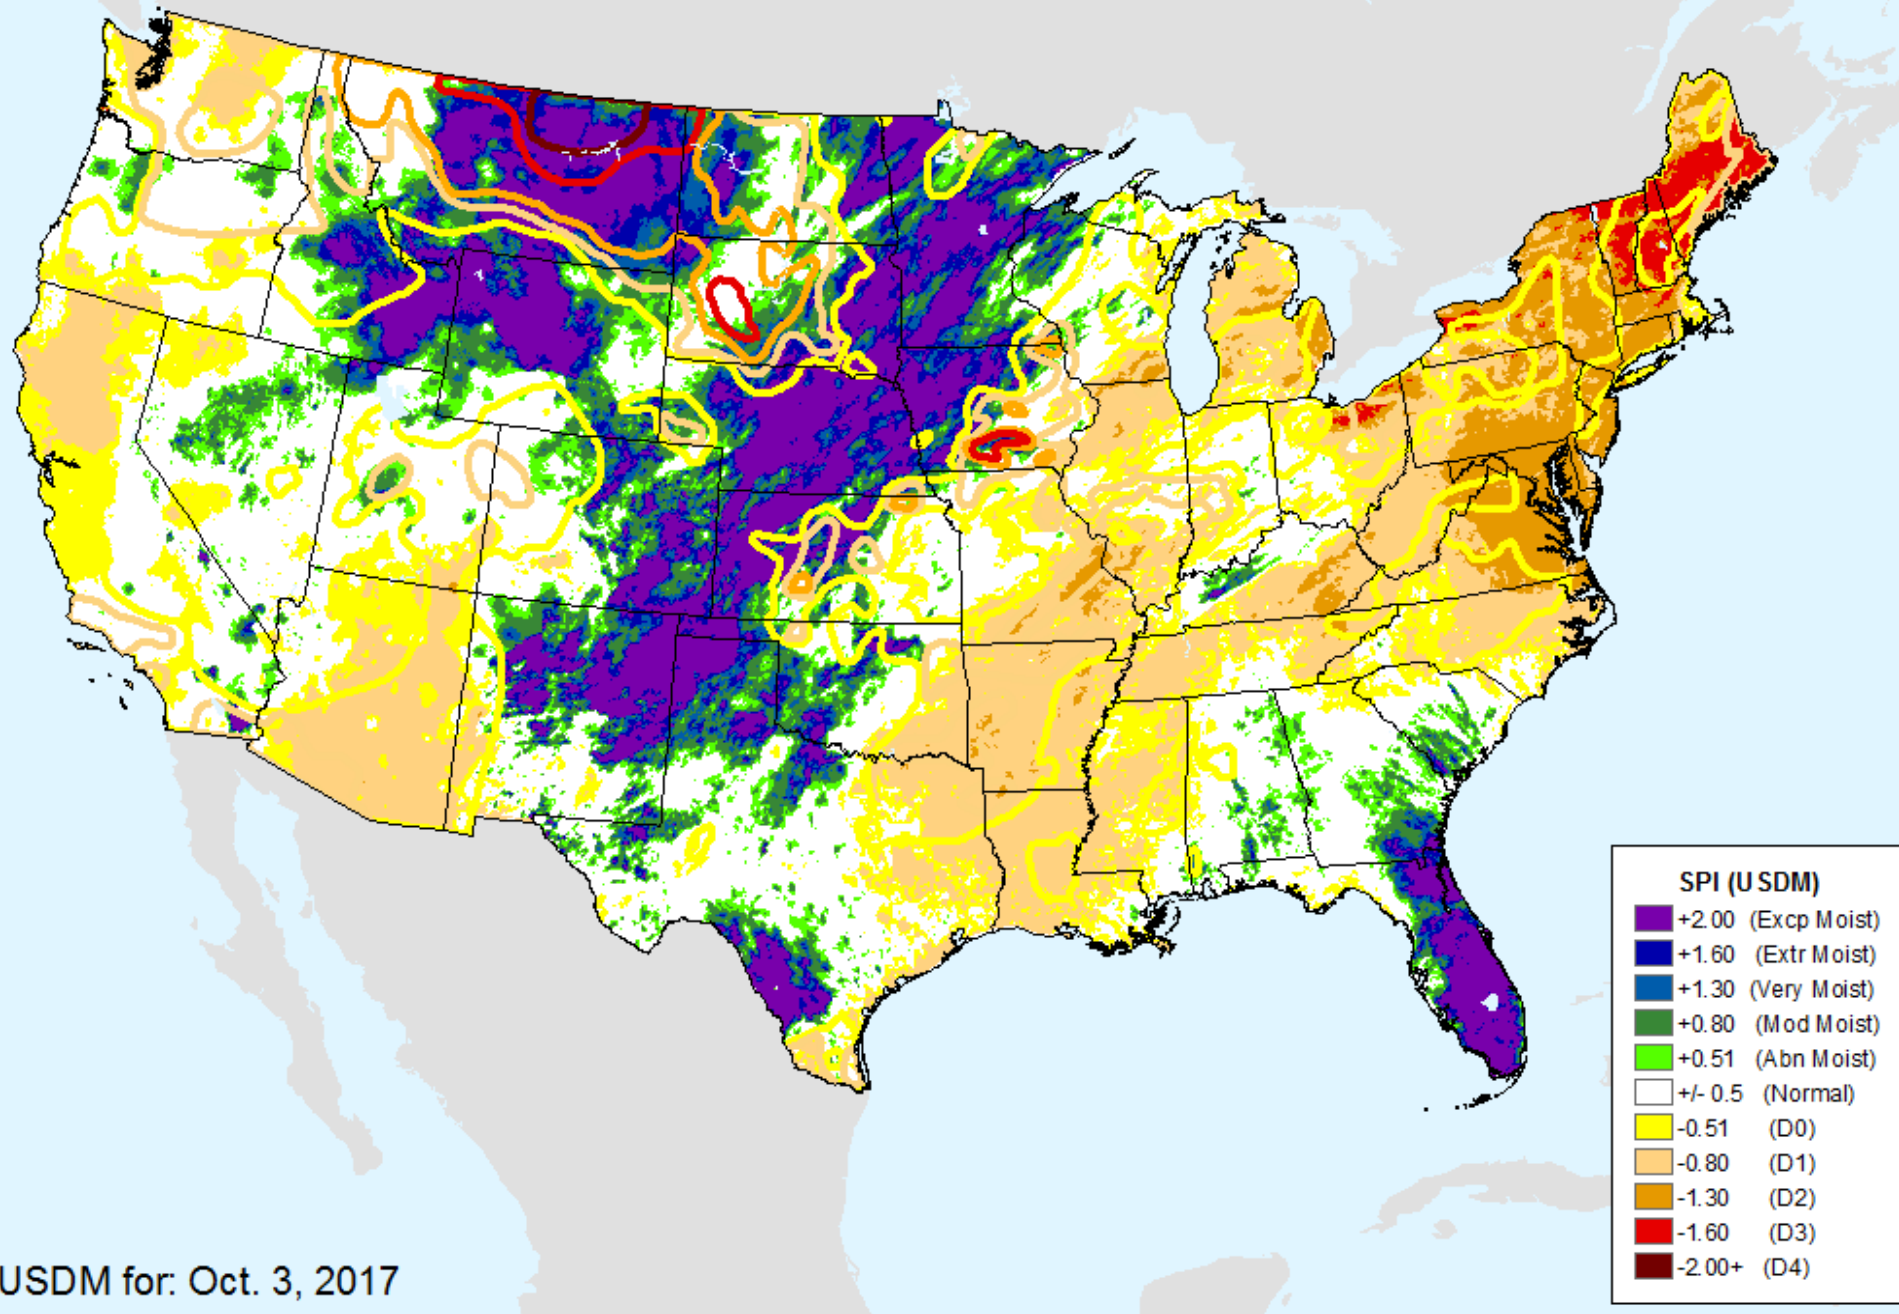 SPI (USDM)
+2.00 (Excp Moist)
+1.60 (Extr Moist)
+1.30 (Very Moist)
+0.80 (Mod Moist)
+0.51 (Abn Moist)
+/- 0.5 (Normal)
-0.51 (D0)
-0.80 (D1)
-1.30 (D2)
-1.60 (D3)
-2.00+ (D4)
USDM for: Oct. 3, 2017